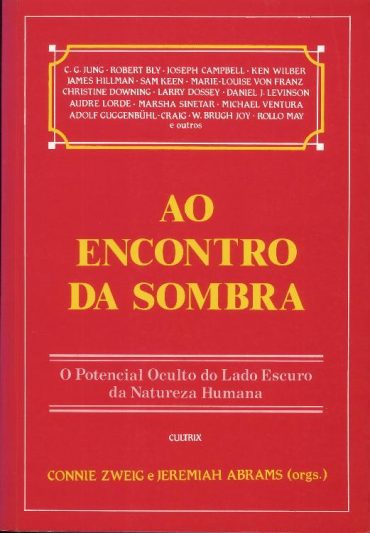 C. G. JUNG · ROBERT BLY · JOSEPH CAMPBELL · KEN WILBER
JAMES HILLMAN · SAM KEEN · MARIE-LOUISE VON FRANZ
CHRISTINE DOWNING · LARRY DOSSEY · DANIEL J. LEVINSON
AUDRE LORDE · MARSHA SINETAR · MICHAEL VENTURA
ADOLF GUGGENBÜHL-CRAIG · W. BRUGH JOY · ROLLO MAY
e outros
AO
ENCONTRO
DA SOMBRA
O Potencial Oculto do Lado Escuro
da Natureza Humana
CULTRIX
CONNIE ZWEIG e JEREMIAH ABRAMS (orgs.)